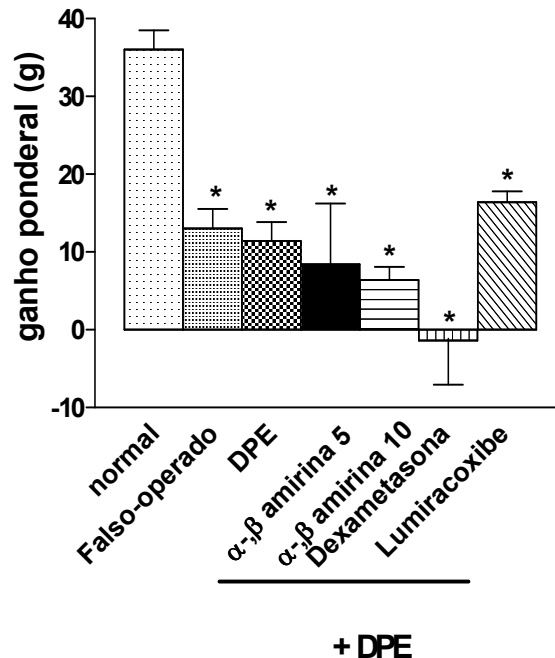 ganho ponderal (g)
40
30
20
10
0
-10
*
*
*
*
*
*
normal
Falso-operado
DPE
α-,β amirina 5
α-,β amirina 10
Dexametasona
Lumiracoxibe
+ DPE